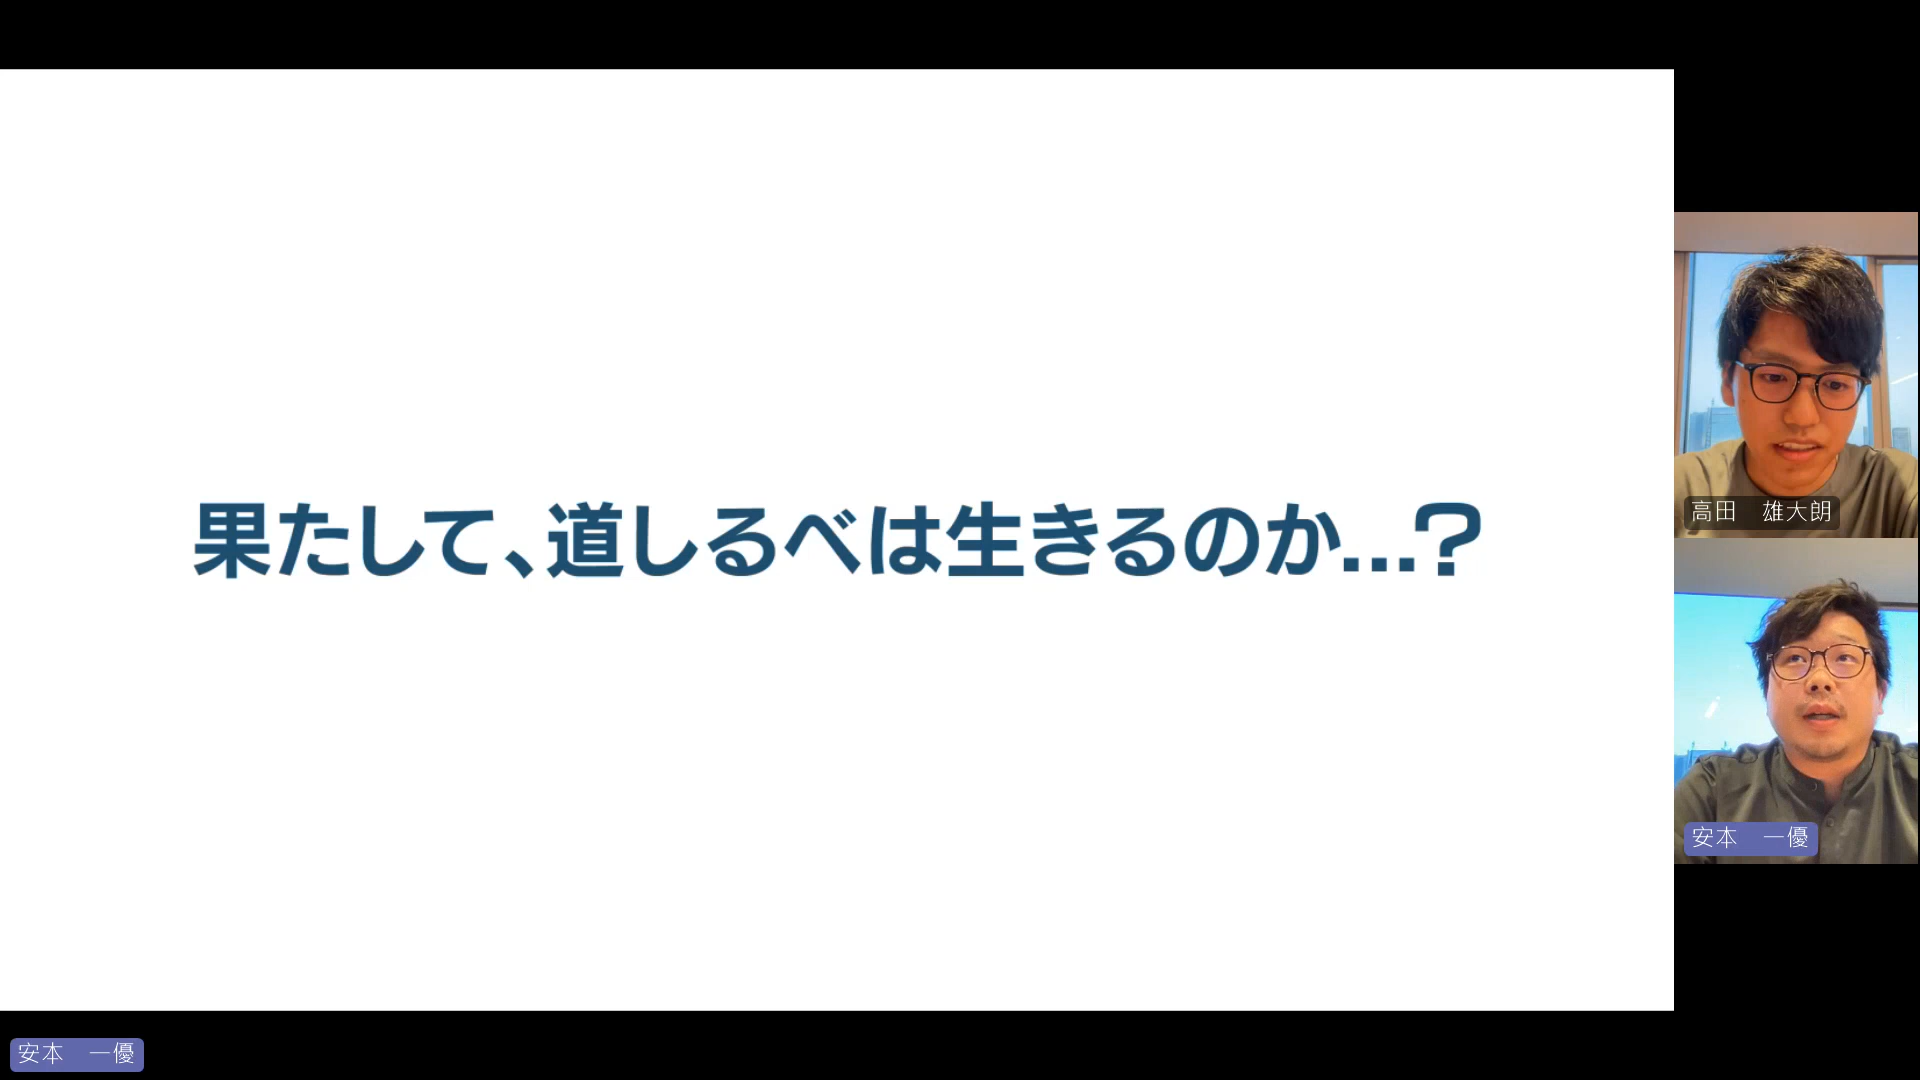 果たして、道しるべは生きるのか...?
高田　雄大朗
安本　一優
安本　一優